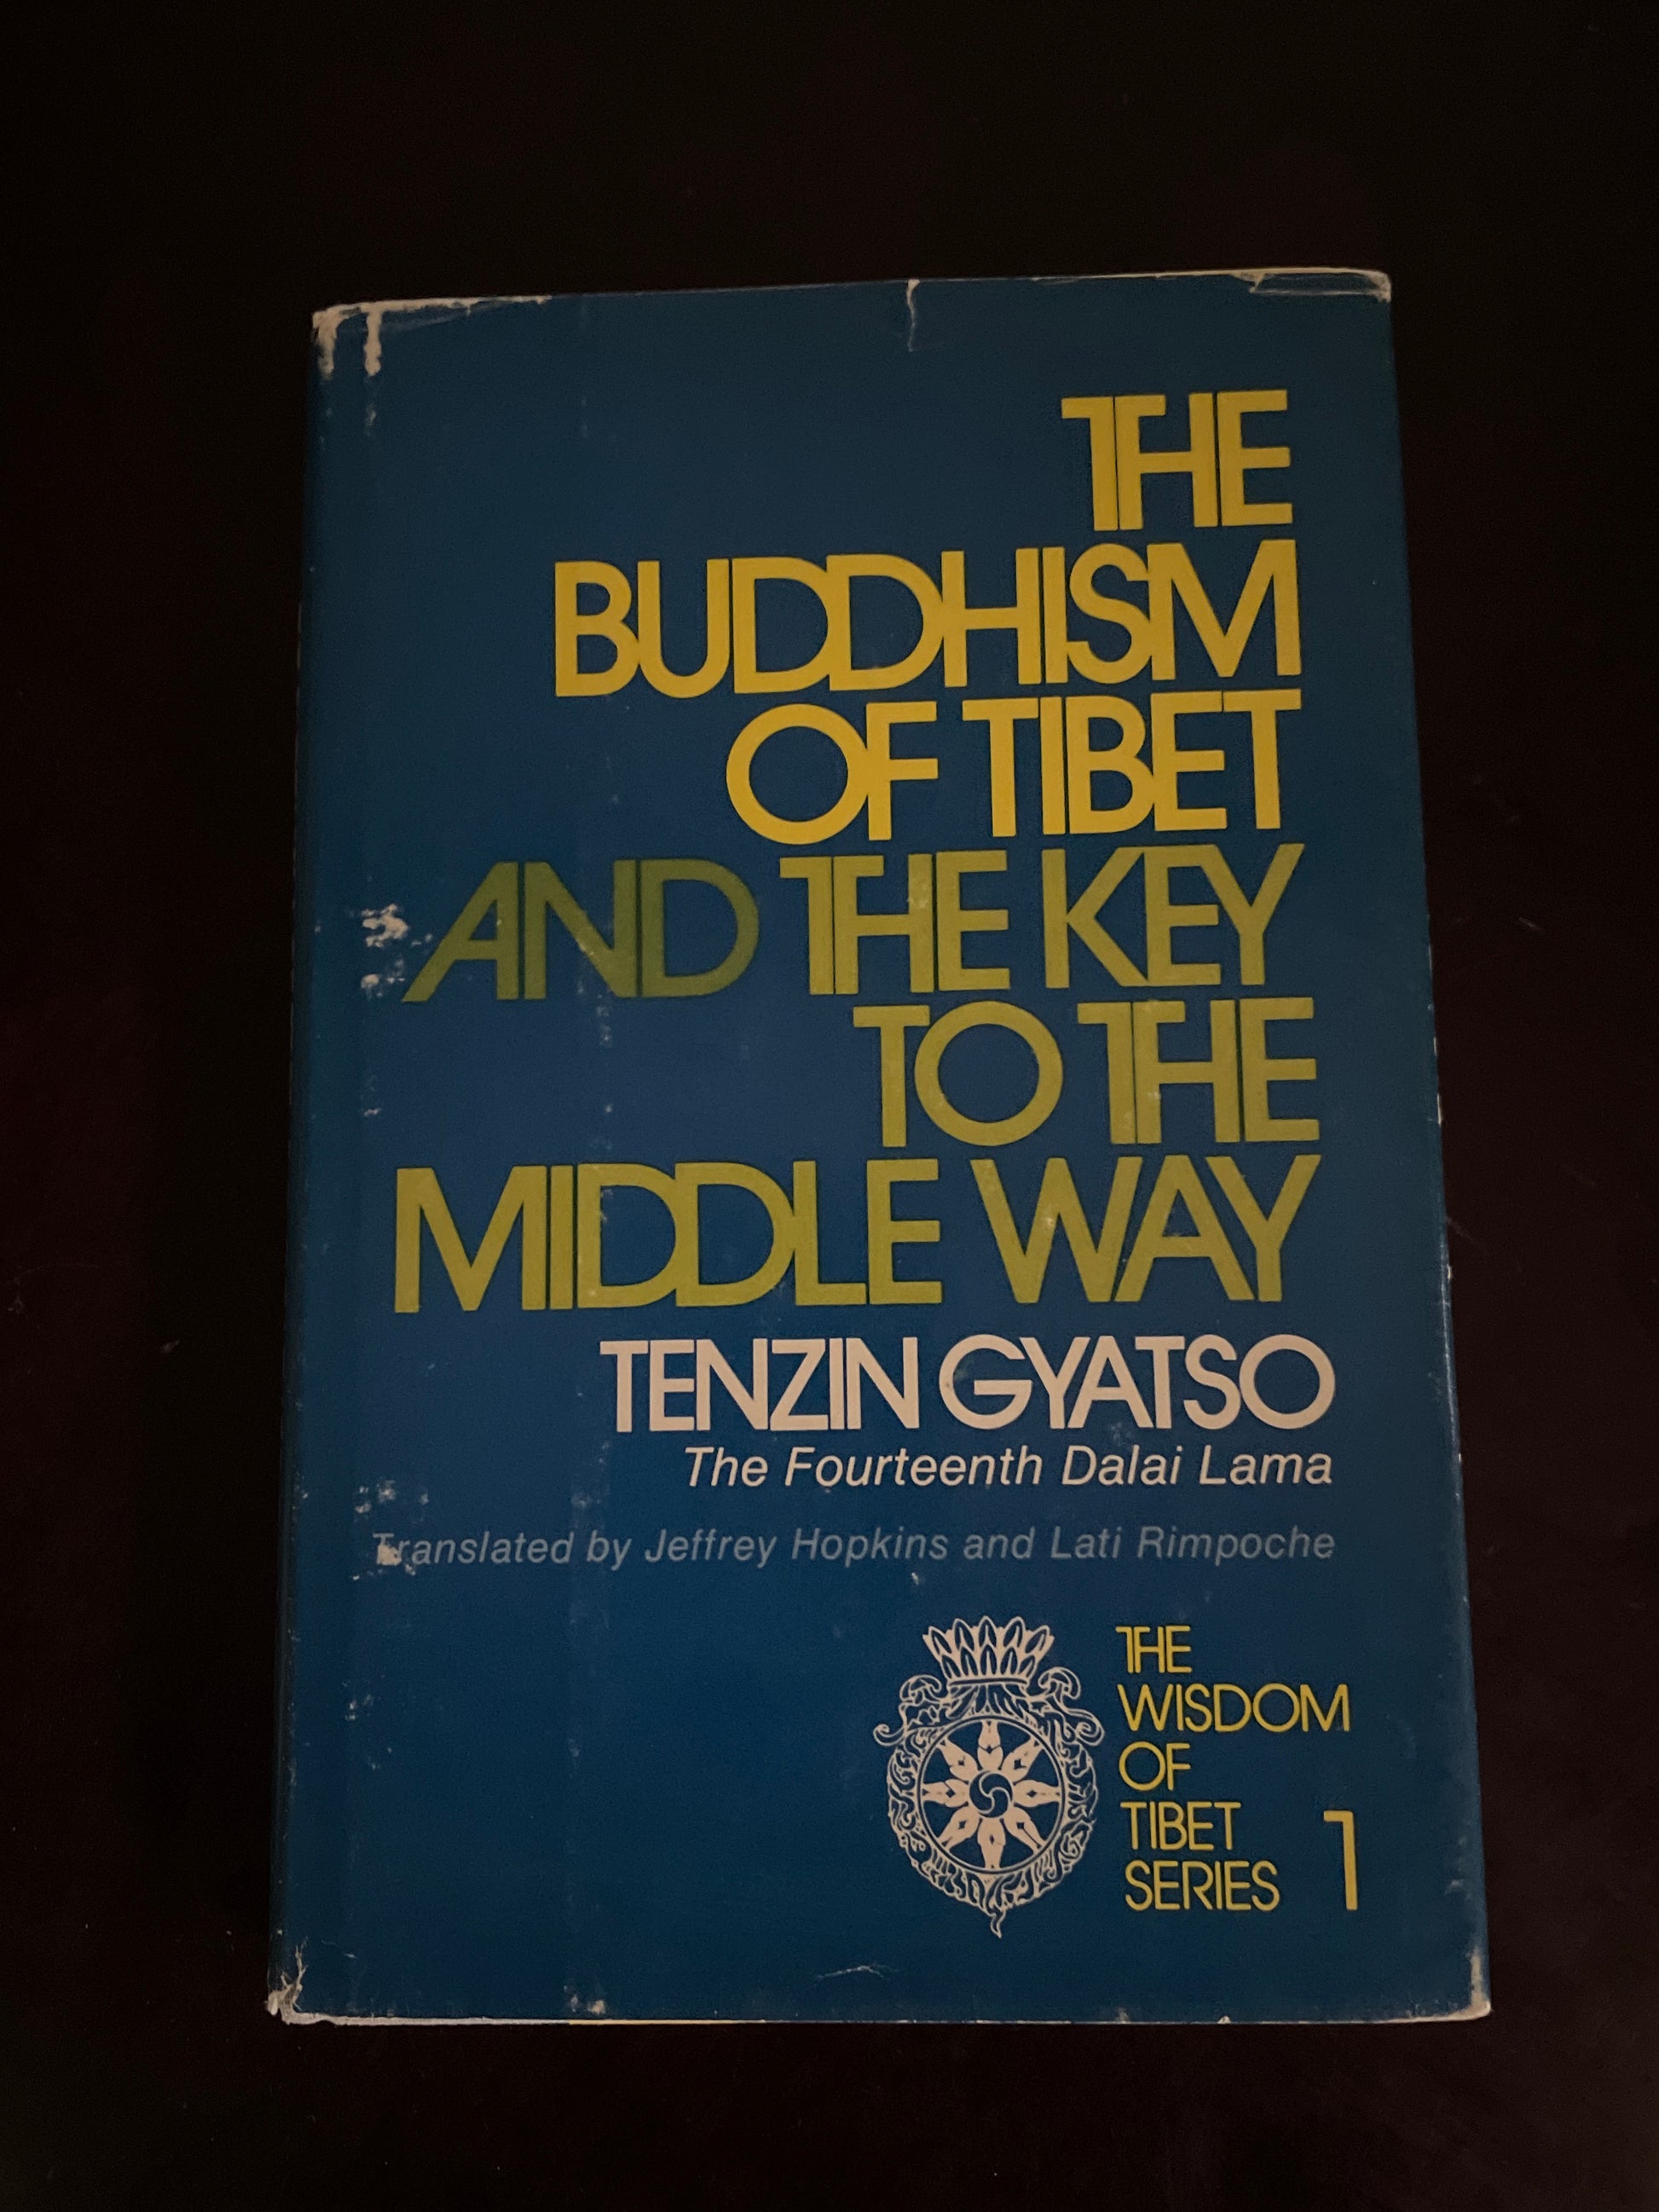 THE
BUDDHISM
OF TIBET
AND THE KEY
TO THE
MIDDLE WAY
TENZIN GYATSO
The Fourteenth Dalai Lama
Translated by Jeffrey Hopkins and Lati Rimpoche
THE
WISDOM
OF
TIBET
SERIES 1